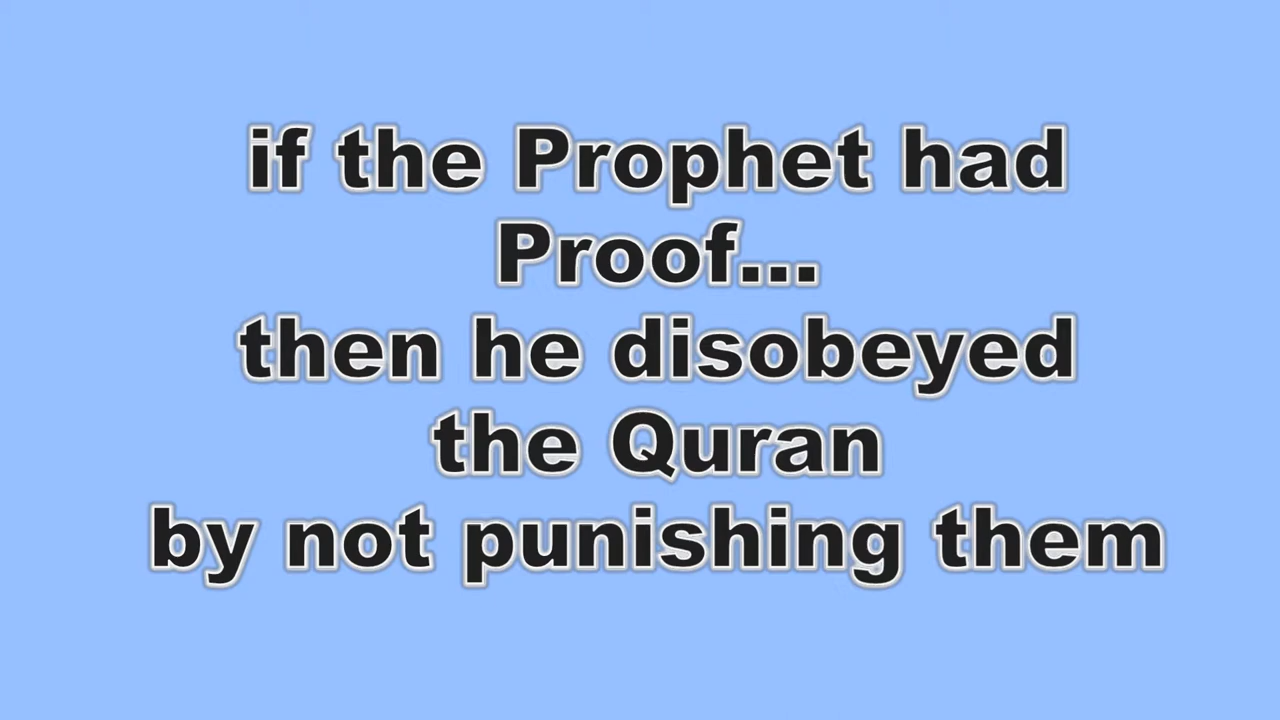 if the Prophet had
Proof...
then he disobeyed
the Quran
by not punishing them